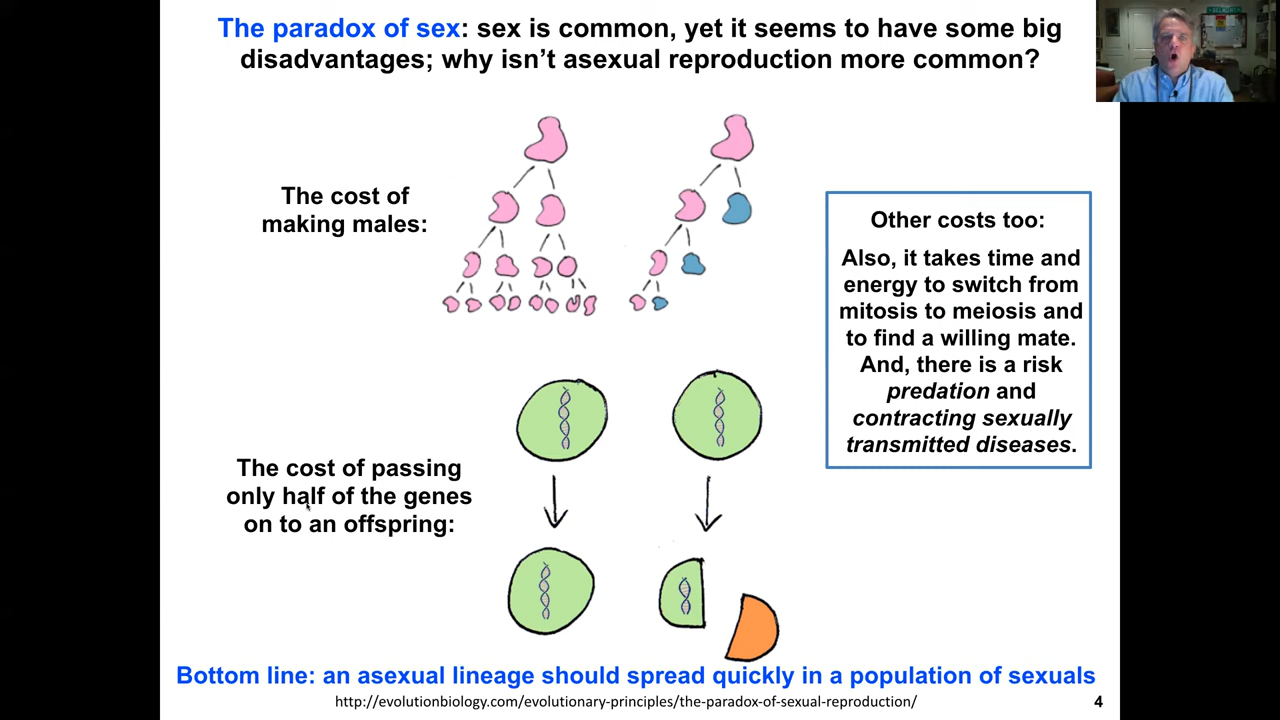 The paradox of sex: sex is common, yet it seems to have some big
disadvantages; why isn’t asexual reproduction more common?
The cost of
making males:
Other costs too:
Also, it takes time and
energy to switch from
mitosis to meiosis and
to find a willing mate.
And, there is a risk
predation and
contracting sexually
transmitted diseases.
The cost of passing
only half of the genes
on to an offspring:
Bottom line: an asexual lineage should spread quickly in a population of sexuals
http://evolutionbiology.com/evolutionary-principles/the-paradox-of-sexual-reproduction/
4